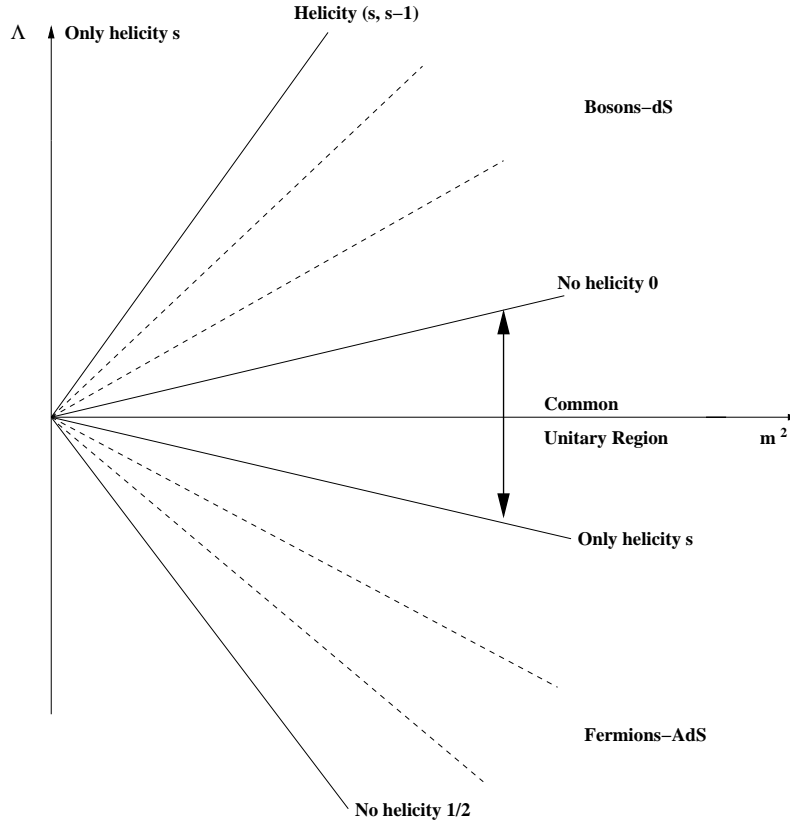 Helicity (s, s−1)
Λ Only helicity s
Bosons−dS
No helicity 0
Common
Unitary Region
m 2
Only helicity s
Fermions−AdS
No helicity 1/2